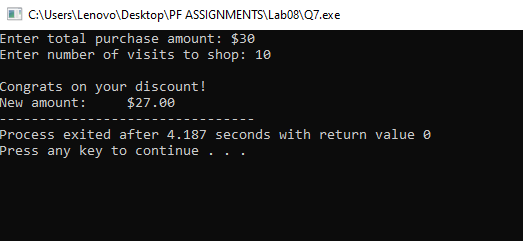 C:\Users\Lenovo\Desktop\PF ASSIGNMENTS\Lab08\Q7.exe
Enter total purchase amount: $30
Enter number of visits to shop: 10
Congrats on your discount!
New amount:     $27.00
--------------------------------
Process exited after 4.187 seconds with return value 0
Press any key to continue . . .